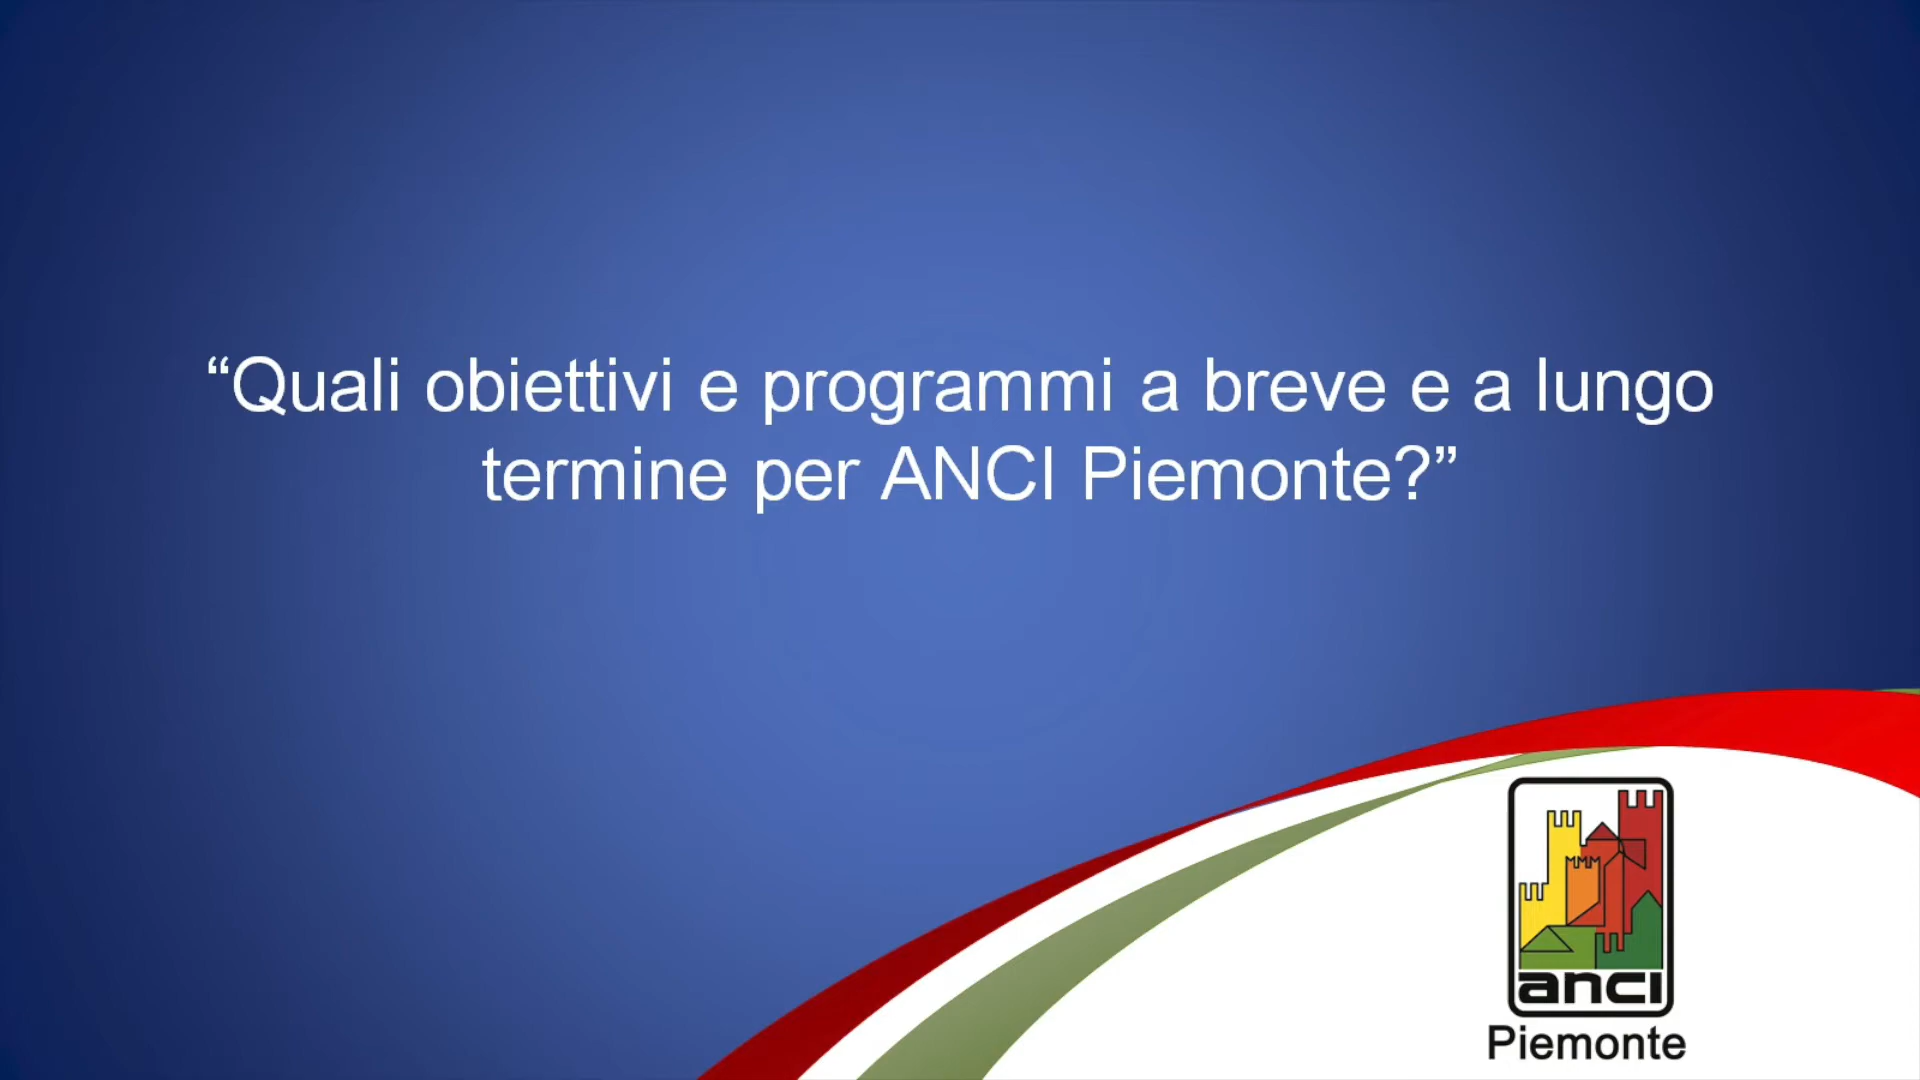 “Quali obiettivi e programmi a breve e a lungo
termine per ANCI Piemonte?”
anci
Piemonte